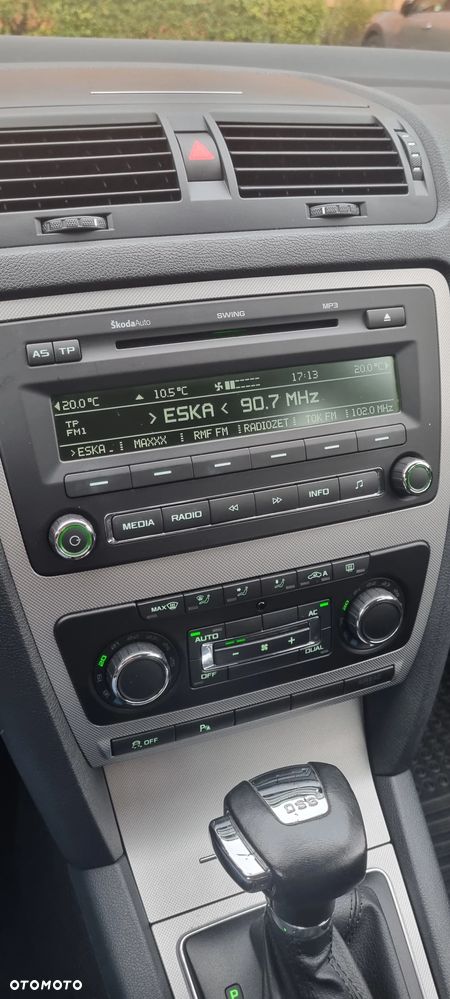 ŠkodaAuto SWING MP3
AS TP
20.0°C 10.5°C 17:13 20.0°C
TP
FM1 > ESKA < 90.7 MHz
>ESKA MAXXX RMF FM RADIOZET TOK FM 102.0 MHz
MEDIA RADIO INFO
MAX A
AUTO AC
20
- +
OFF DUAL
OFF P
DSG
P
OTOMOTO